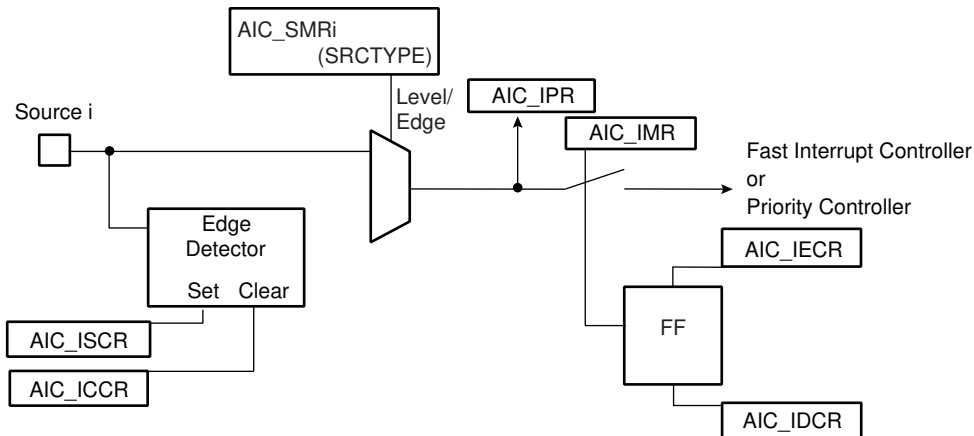 AIC_SMRi
(SRCTYPE)
Source i
Level/
Edge
AIC_IPR
AIC_IMR
Fast Interrupt Controller
or
Priority Controller
Edge
Detector
Set Clear
AIC_IECR
FF
AIC_ISCR
AIC_ICCR
AIC_IDCR